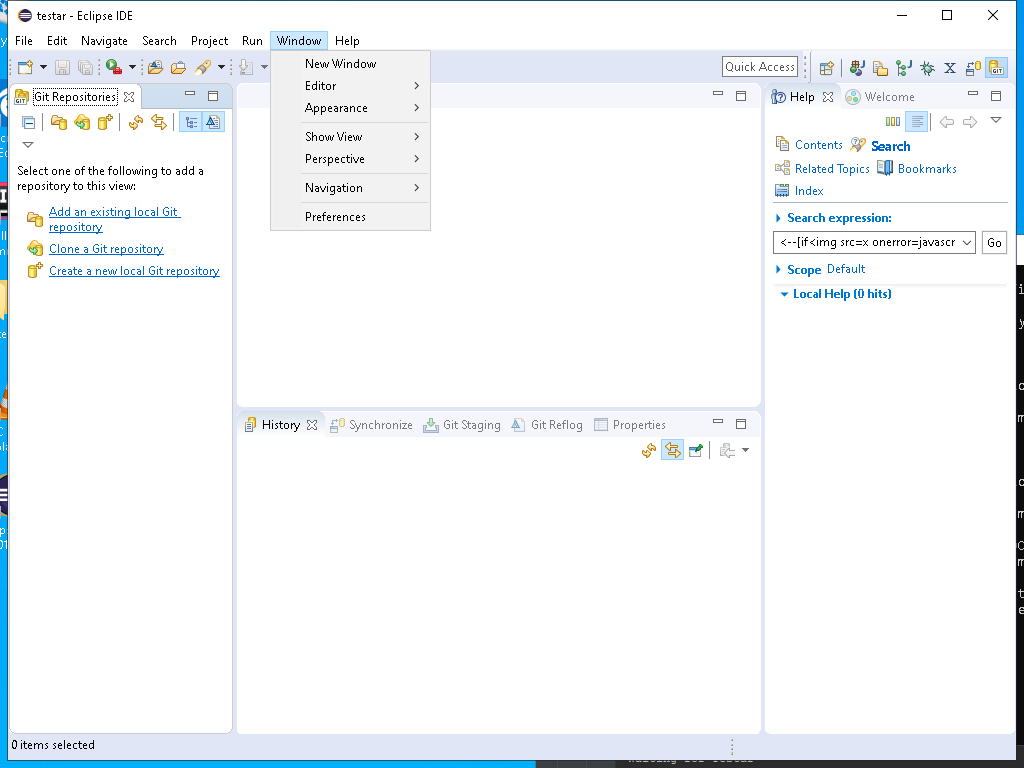 testar - Eclipse IDE
File Edit Navigate Search Project Run Window Help
Quick Access
New Window
Editor
Appearance
Show View
Perspective
Navigation
Preferences
Git Repositories
Select one of the following to add a
repository to this view:
Add an existing local Git
repository
Clone a Git repository
Create a new local Git repository
History Synchronize Git Staging Git Reflog Properties
Help Welcome
Contents Search
Related Topics Bookmarks
Index
Search expression:
<--[if<img src=x onerror=javascr Go
Scope Default
Local Help (0 hits)
0 items selected